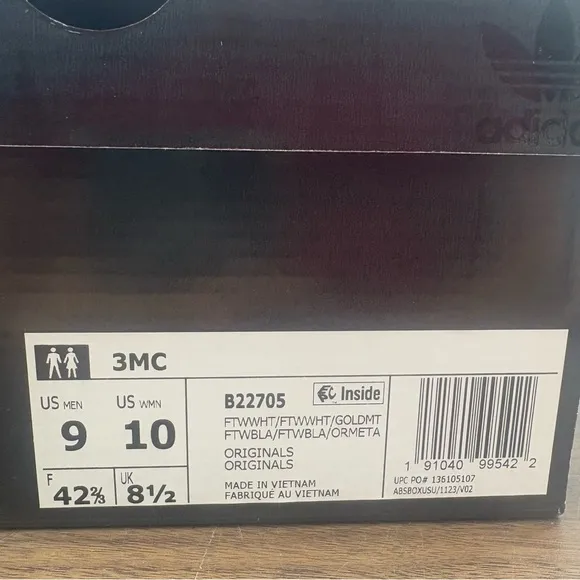 adidas
3MC
US MEN
9
US WMN
10
F
42⅔
UK
8½
B22705
Inside
FTWWHT/FTWWHT/GOLDMT
FTWBLA/FTWBLA/ORMETA
ORIGINALS
ORIGINALS
MADE IN VIETNAM
FABRIQUÉ AU VIETNAM
1 91040 99542 2
UPC PO# 136105107
ABSBOXUSU/1123/V02